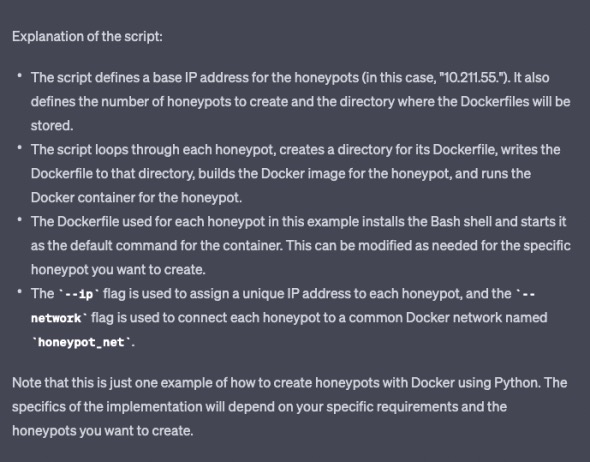 Explanation of the script:
• The script defines a base IP address for the honeypots (in this case, "10.211.55."). It also
defines the number of honeypots to create and the directory where the Dockerfiles will be
stored.
• The script loops through each honeypot, creates a directory for its Dockerfile, writes the
Dockerfile to that directory, builds the Docker image for the honeypot, and runs the
Docker container for the honeypot.
• The Dockerfile used for each honeypot in this example installs the Bash shell and starts it
as the default command for the container. This can be modified as needed for the specific
honeypot you want to create.
• The `--ip` flag is used to assign a unique IP address to each honeypot, and the `--
network` flag is used to connect each honeypot to a common Docker network named
`honeypot_net`.
Note that this is just one example of how to create honeypots with Docker using Python. The
specifics of the implementation will depend on your specific requirements and the
honeypots you want to create.